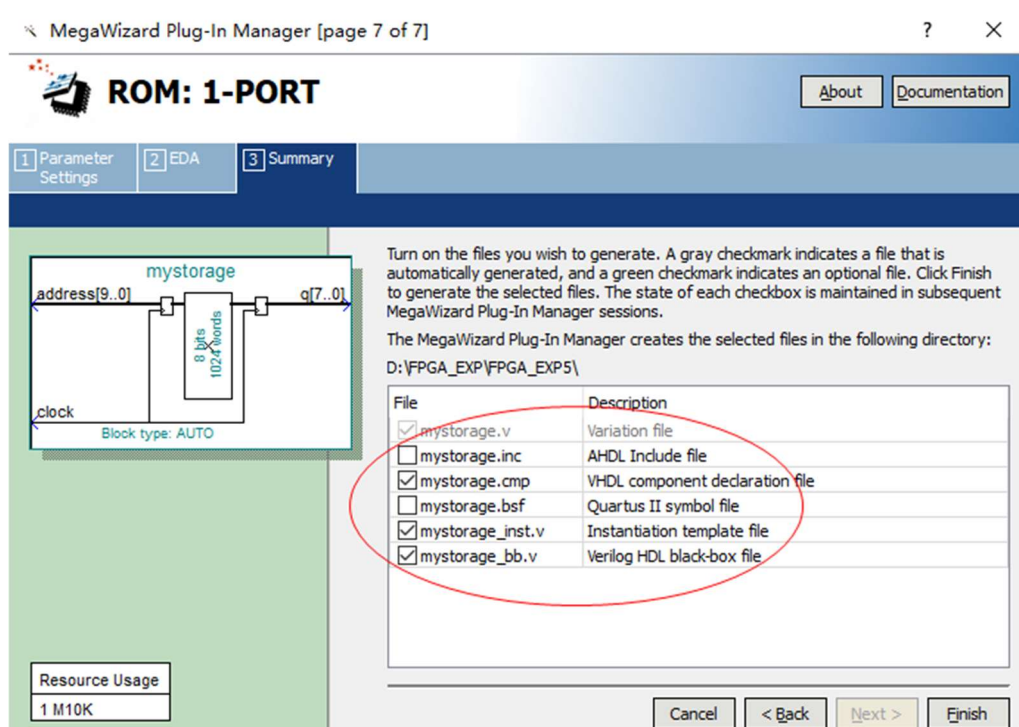 MegaWizard Plug-In Manager [page 7 of 7]
?
ROM: 1-PORT
About
Documentation
1 Parameter Settings
2 EDA
3 Summary
mystorage
address[9..0]
q[7..0]
8 bits
1024 words
clock
Block type: AUTO
Turn on the files you wish to generate. A gray checkmark indicates a file that is
automatically generated, and a green checkmark indicates an optional file. Click Finish
to generate the selected files. The state of each checkbox is maintained in subsequent
MegaWizard Plug-In Manager sessions.
The MegaWizard Plug-In Manager creates the selected files in the following directory:
D:\FPGA_EXP\FPGA_EXP5\
File Description
mystorage.v Variation file
mystorage.inc AHDL Include file
mystorage.cmp VHDL component declaration file
mystorage.bsf Quartus II symbol file
mystorage_inst.v Instantiation template file
mystorage_bb.v Verilog HDL black-box file
Resource Usage
1 M10K
Cancel
< Back
Next >
Finish